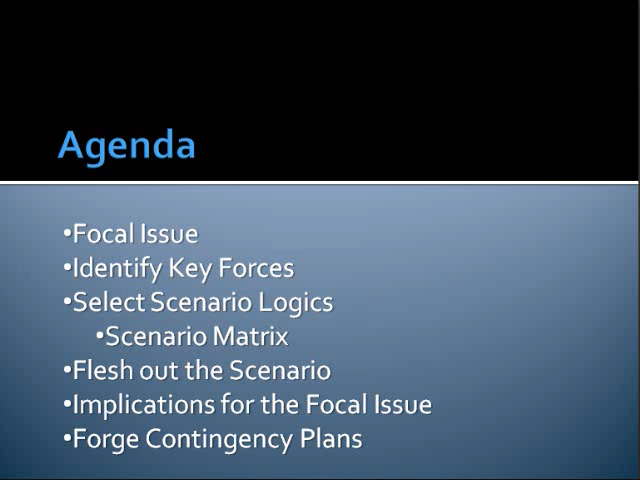 Agenda
•Focal Issue
•Identify Key Forces
•Select Scenario Logics
•Scenario Matrix
•Flesh out the Scenario
•Implications for the Focal Issue
•Forge Contingency Plans